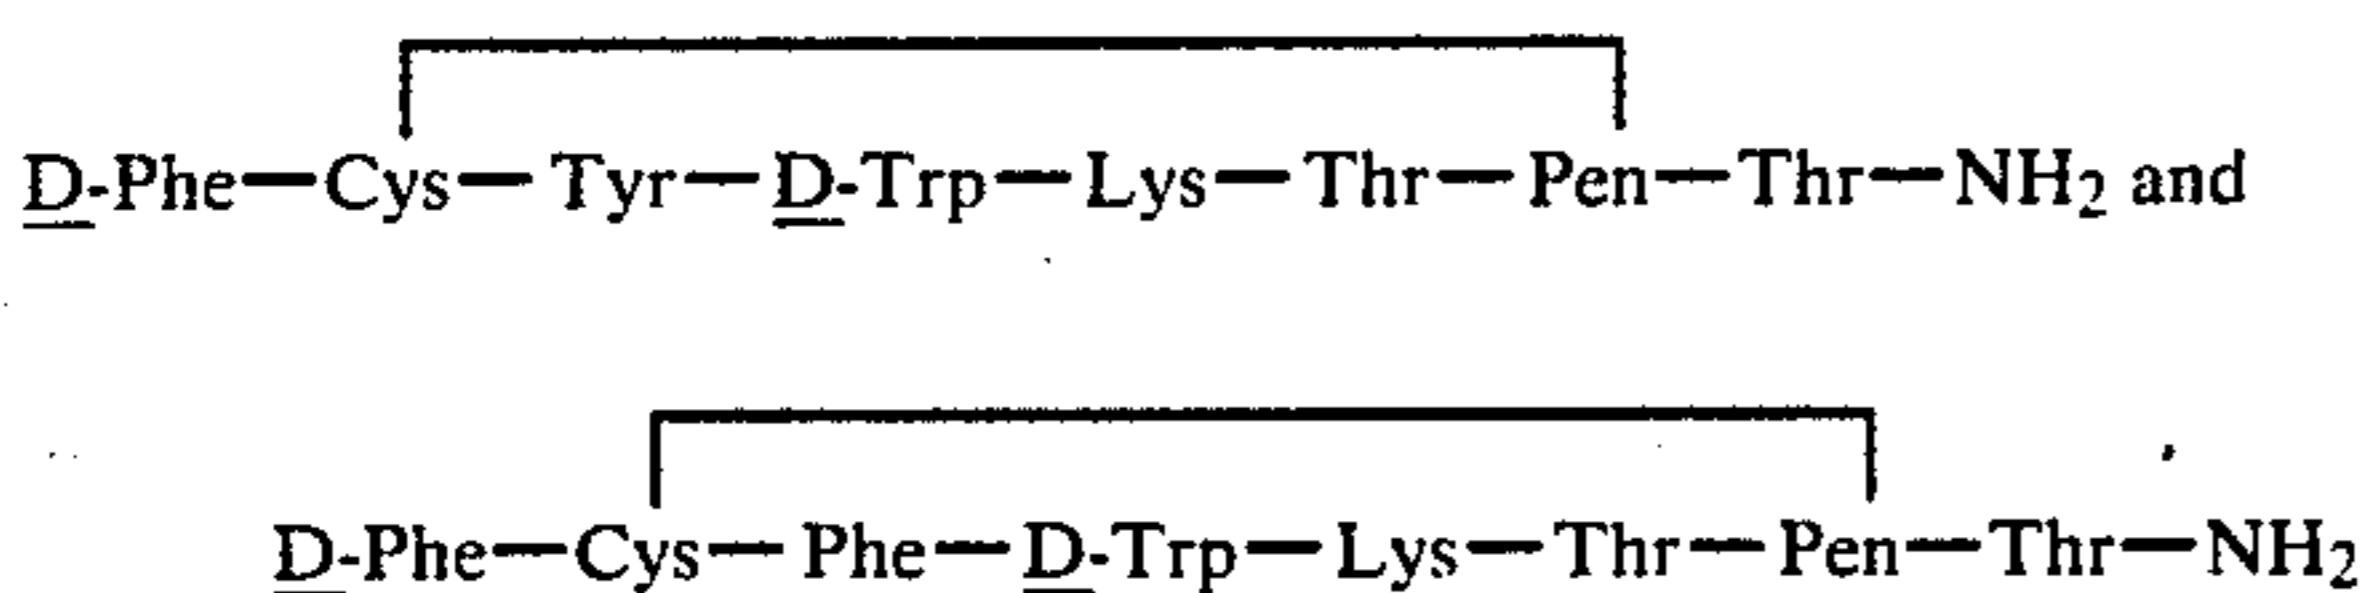 D-Phe—Cys—Tyr—D-Trp—Lys—Thr—Pen—Thr—NH₂ and
D-Phe—Cys—Phe—D-Trp—Lys—Thr—Pen—Thr—NH₂